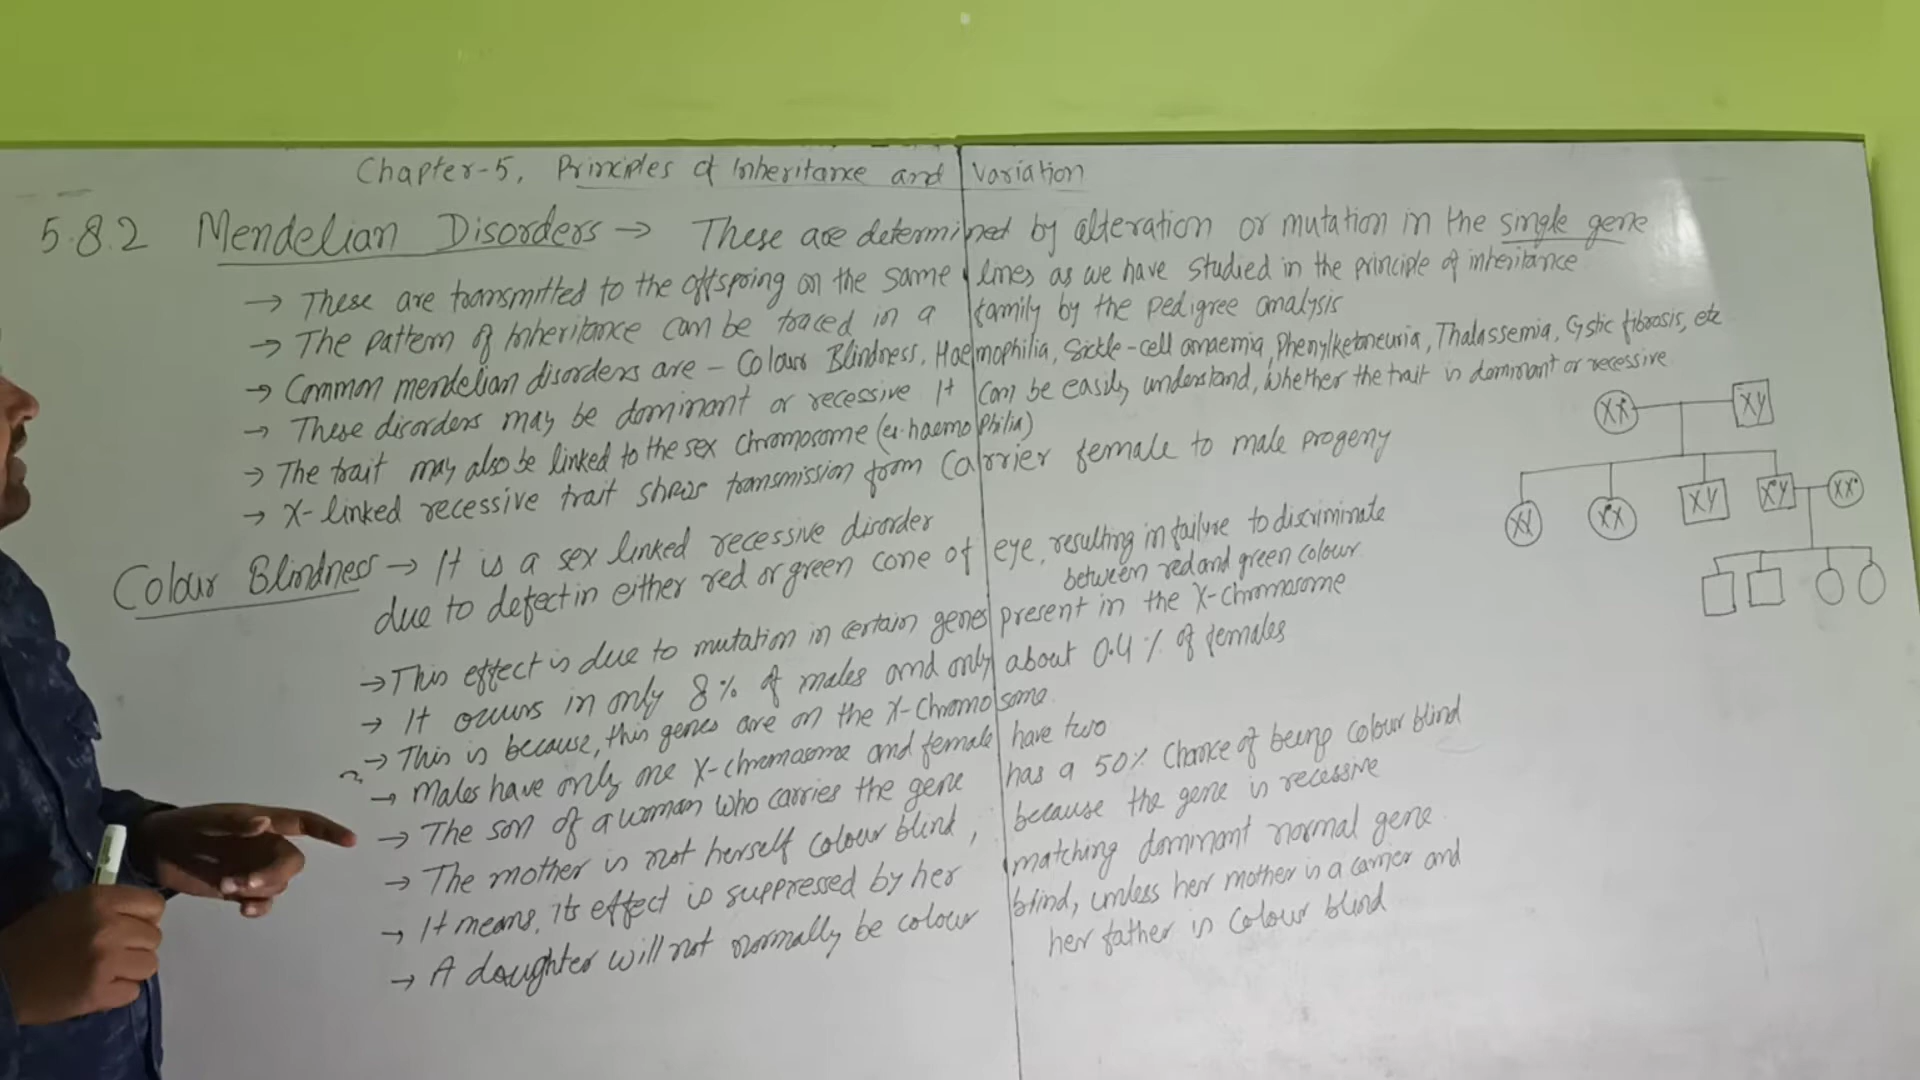 Chapter-5, Principles of Inheritance and Variation
5.8.2 Mendelian Disorders → These are determined by alteration or mutation in the single gene
→ These are transmitted to the offspring on the same lines as we have studied in the principle of inheritance
→ The pattern of Inheritance can be traced in a family by the pedigree analysis
→ Common mendelian disorders are - Colour Blindness, Haemophilia, Sickle-cell anaemia, Phenylketoneuria, Thalassemia, Cystic fibrosis, etc
→ These disorders may be dominant or recessive It can be easily understand, whether the trait is dominant or recessive
→ The trait may also be linked to the sex chromosome (ex. haemophilia)
→ X-linked recessive trait shows transmission from carrier female to male progeny
Colour Blindness → It is a sex linked recessive disorder
due to defect in either red or green cone of eye, resulting in failure to discriminate
between red and green colour
→ This effect is due to mutation in certain genes present in the X-chromosome
→ It occurs in only 8% of males and only about 0.4% of females
→ This is because, this genes are on the X-chromosome
→ Males have only one X-chromosome and female have two
→ The son of a woman who carries the gene has a 50% chance of being colour blind
→ The mother is not herself colour blind, because the gene is recessive
→ It means, its effect is suppressed by her matching dominant normal gene
→ A daughter will not normally be colour blind, unless her mother is a carrier and
her father is colour blind
XX• XY
XX X•X XY X•Y XX•